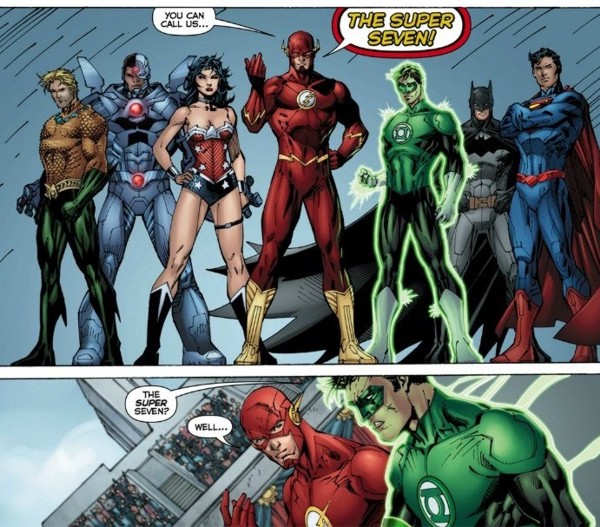 YOU CAN
CALL US...
THE SUPER
SEVEN!
THE
SUPER
SEVEN?
WELL...